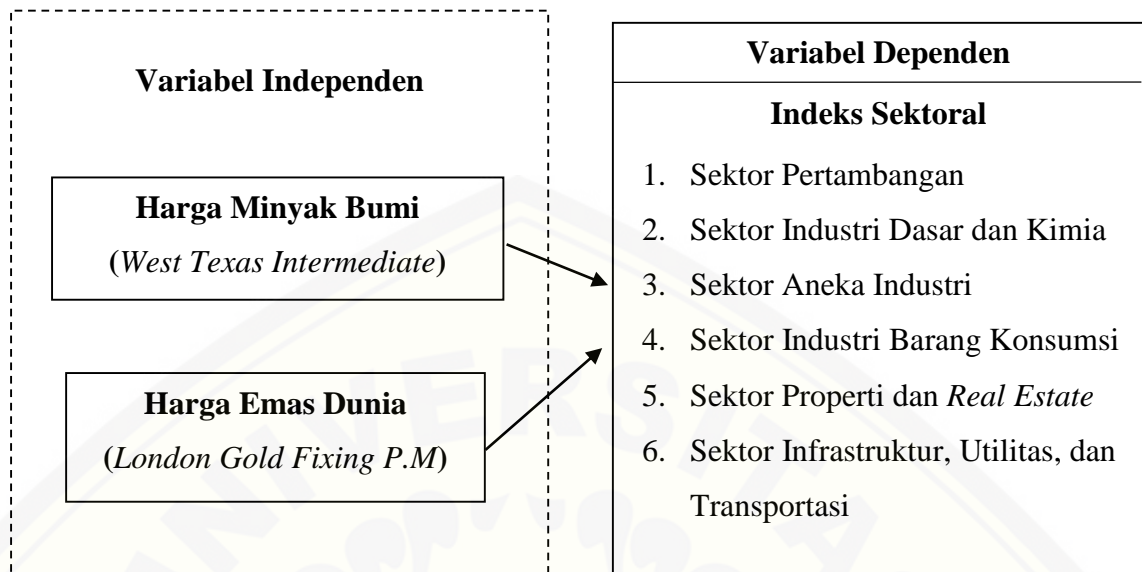 Variabel Independen
Harga Minyak Bumi
(West Texas Intermediate)
Harga Emas Dunia
(London Gold Fixing P.M)
Variabel Dependen
Indeks Sektoral
1. Sektor Pertambangan
2. Sektor Industri Dasar dan Kimia
3. Sektor Aneka Industri
4. Sektor Industri Barang Konsumsi
5. Sektor Properti dan Real Estate
6. Sektor Infrastruktur, Utilitas, dan
Transportasi
NIVERSITA